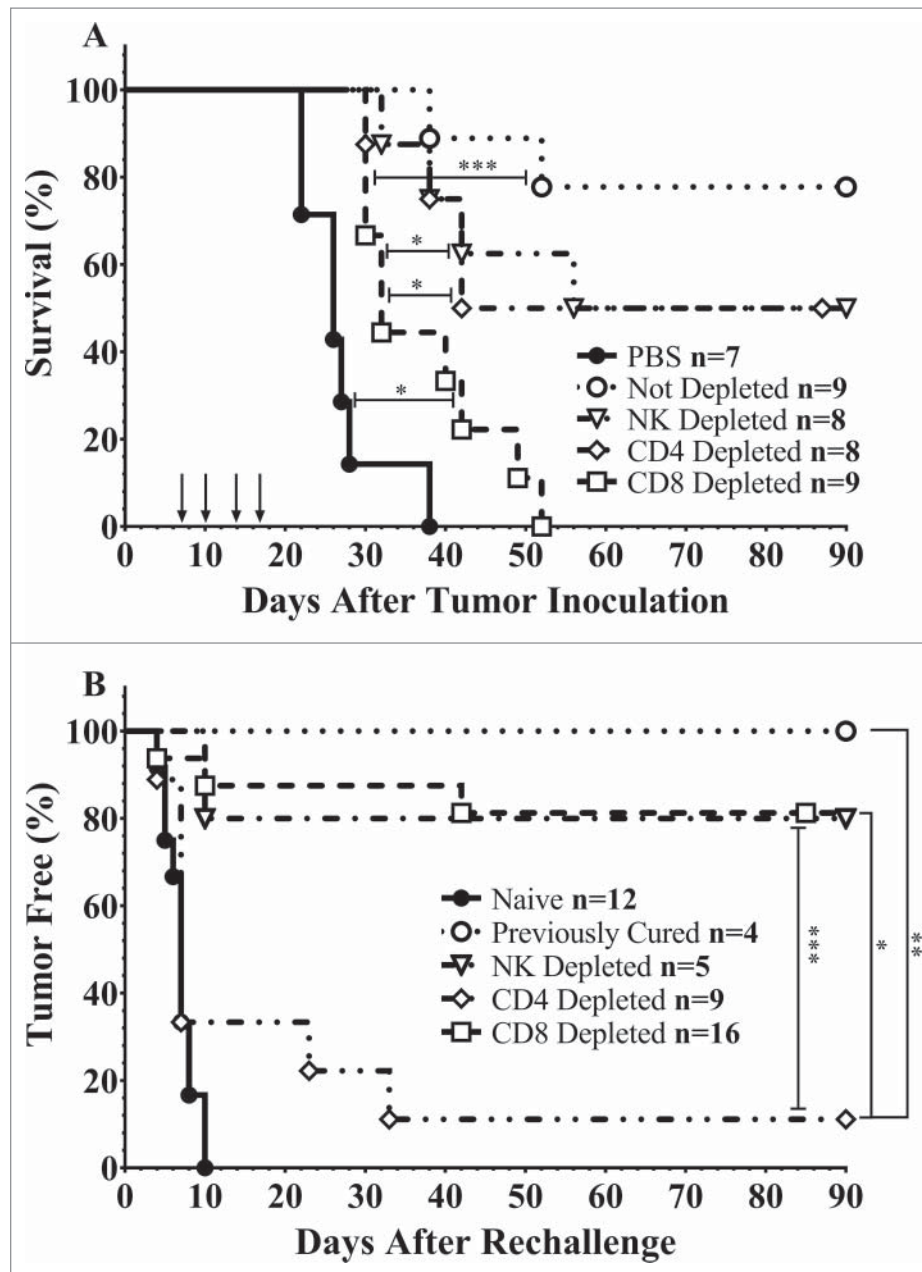 A
100
80
60
40
20
0
Survival (%)
***
*
*
*
PBS n=7
Not Depleted n=9
NK Depleted n=8
CD4 Depleted n=8
CD8 Depleted n=9
0 10 20 30 40 50 60 70 80 90
Days After Tumor Inoculation
B
100
80
60
40
20
0
Tumor Free (%)
Naive n=12
Previously Cured n=4
NK Depleted n=5
CD4 Depleted n=9
CD8 Depleted n=16
***
*
**
0 10 20 30 40 50 60 70 80 90
Days After Rechallenge